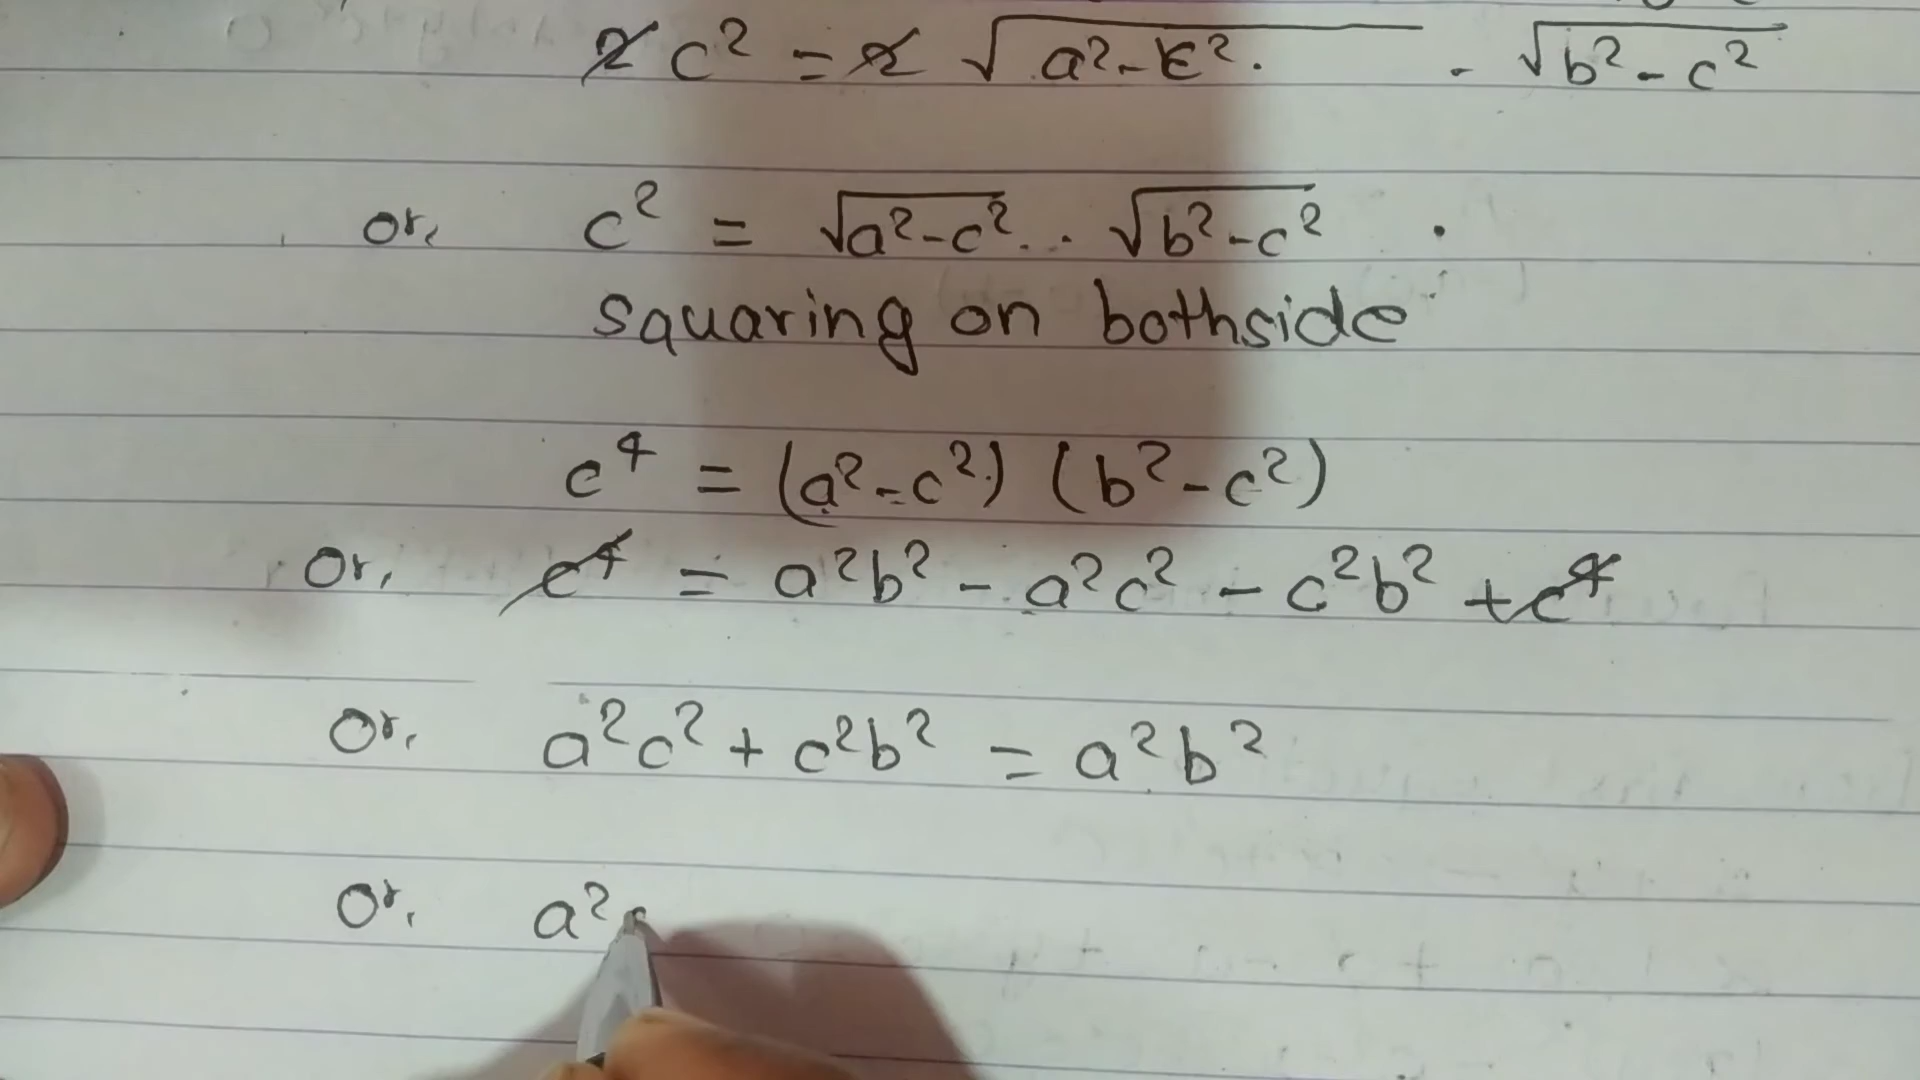 2c² = 2 √a²-c². . √b²-c²
or, c² = √a²-c². . √b²-c² .
squaring on bothside
c⁴ = (a²-c²) (b²-c²)
Or, c⁴ = a²b² - a²c² - c²b² + c⁴
Or, a²c² + c²b² = a²b²
Or, a²